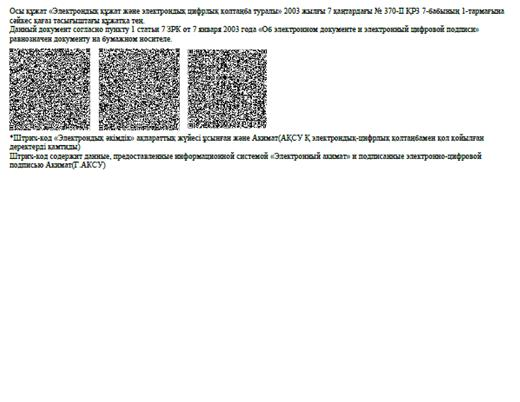 Осы құжат «Электрондық құжат және электрондық цифрлық қолтаңба туралы» 2003 жылғы 7 қаңтардағы № 370-II ҚРЗ 7-бабының 1-тармағына
сәйкес қағаз тасығыштағы құжатқа тең.
Данный документ согласно пункту 1 статьи 7 ЗРК от 7 января 2003 года «Об электронном документе и электронный цифровой подписи»
равнозначен документу на бумажном носителе.
*Штрих-код «Электрондық әкімдік» ақпараттық жүйесі ұсынған және Акимат(АҚСУ Қ электрондық-цифрлық қолтаңбамен қол қойылған
деректерді қамтиды)
Штрих-код содержит данные, предоставленные информационной системой «Электронный акимат» и подписанные электронно-цифровой
подписью Акимат(Г.АКСУ)